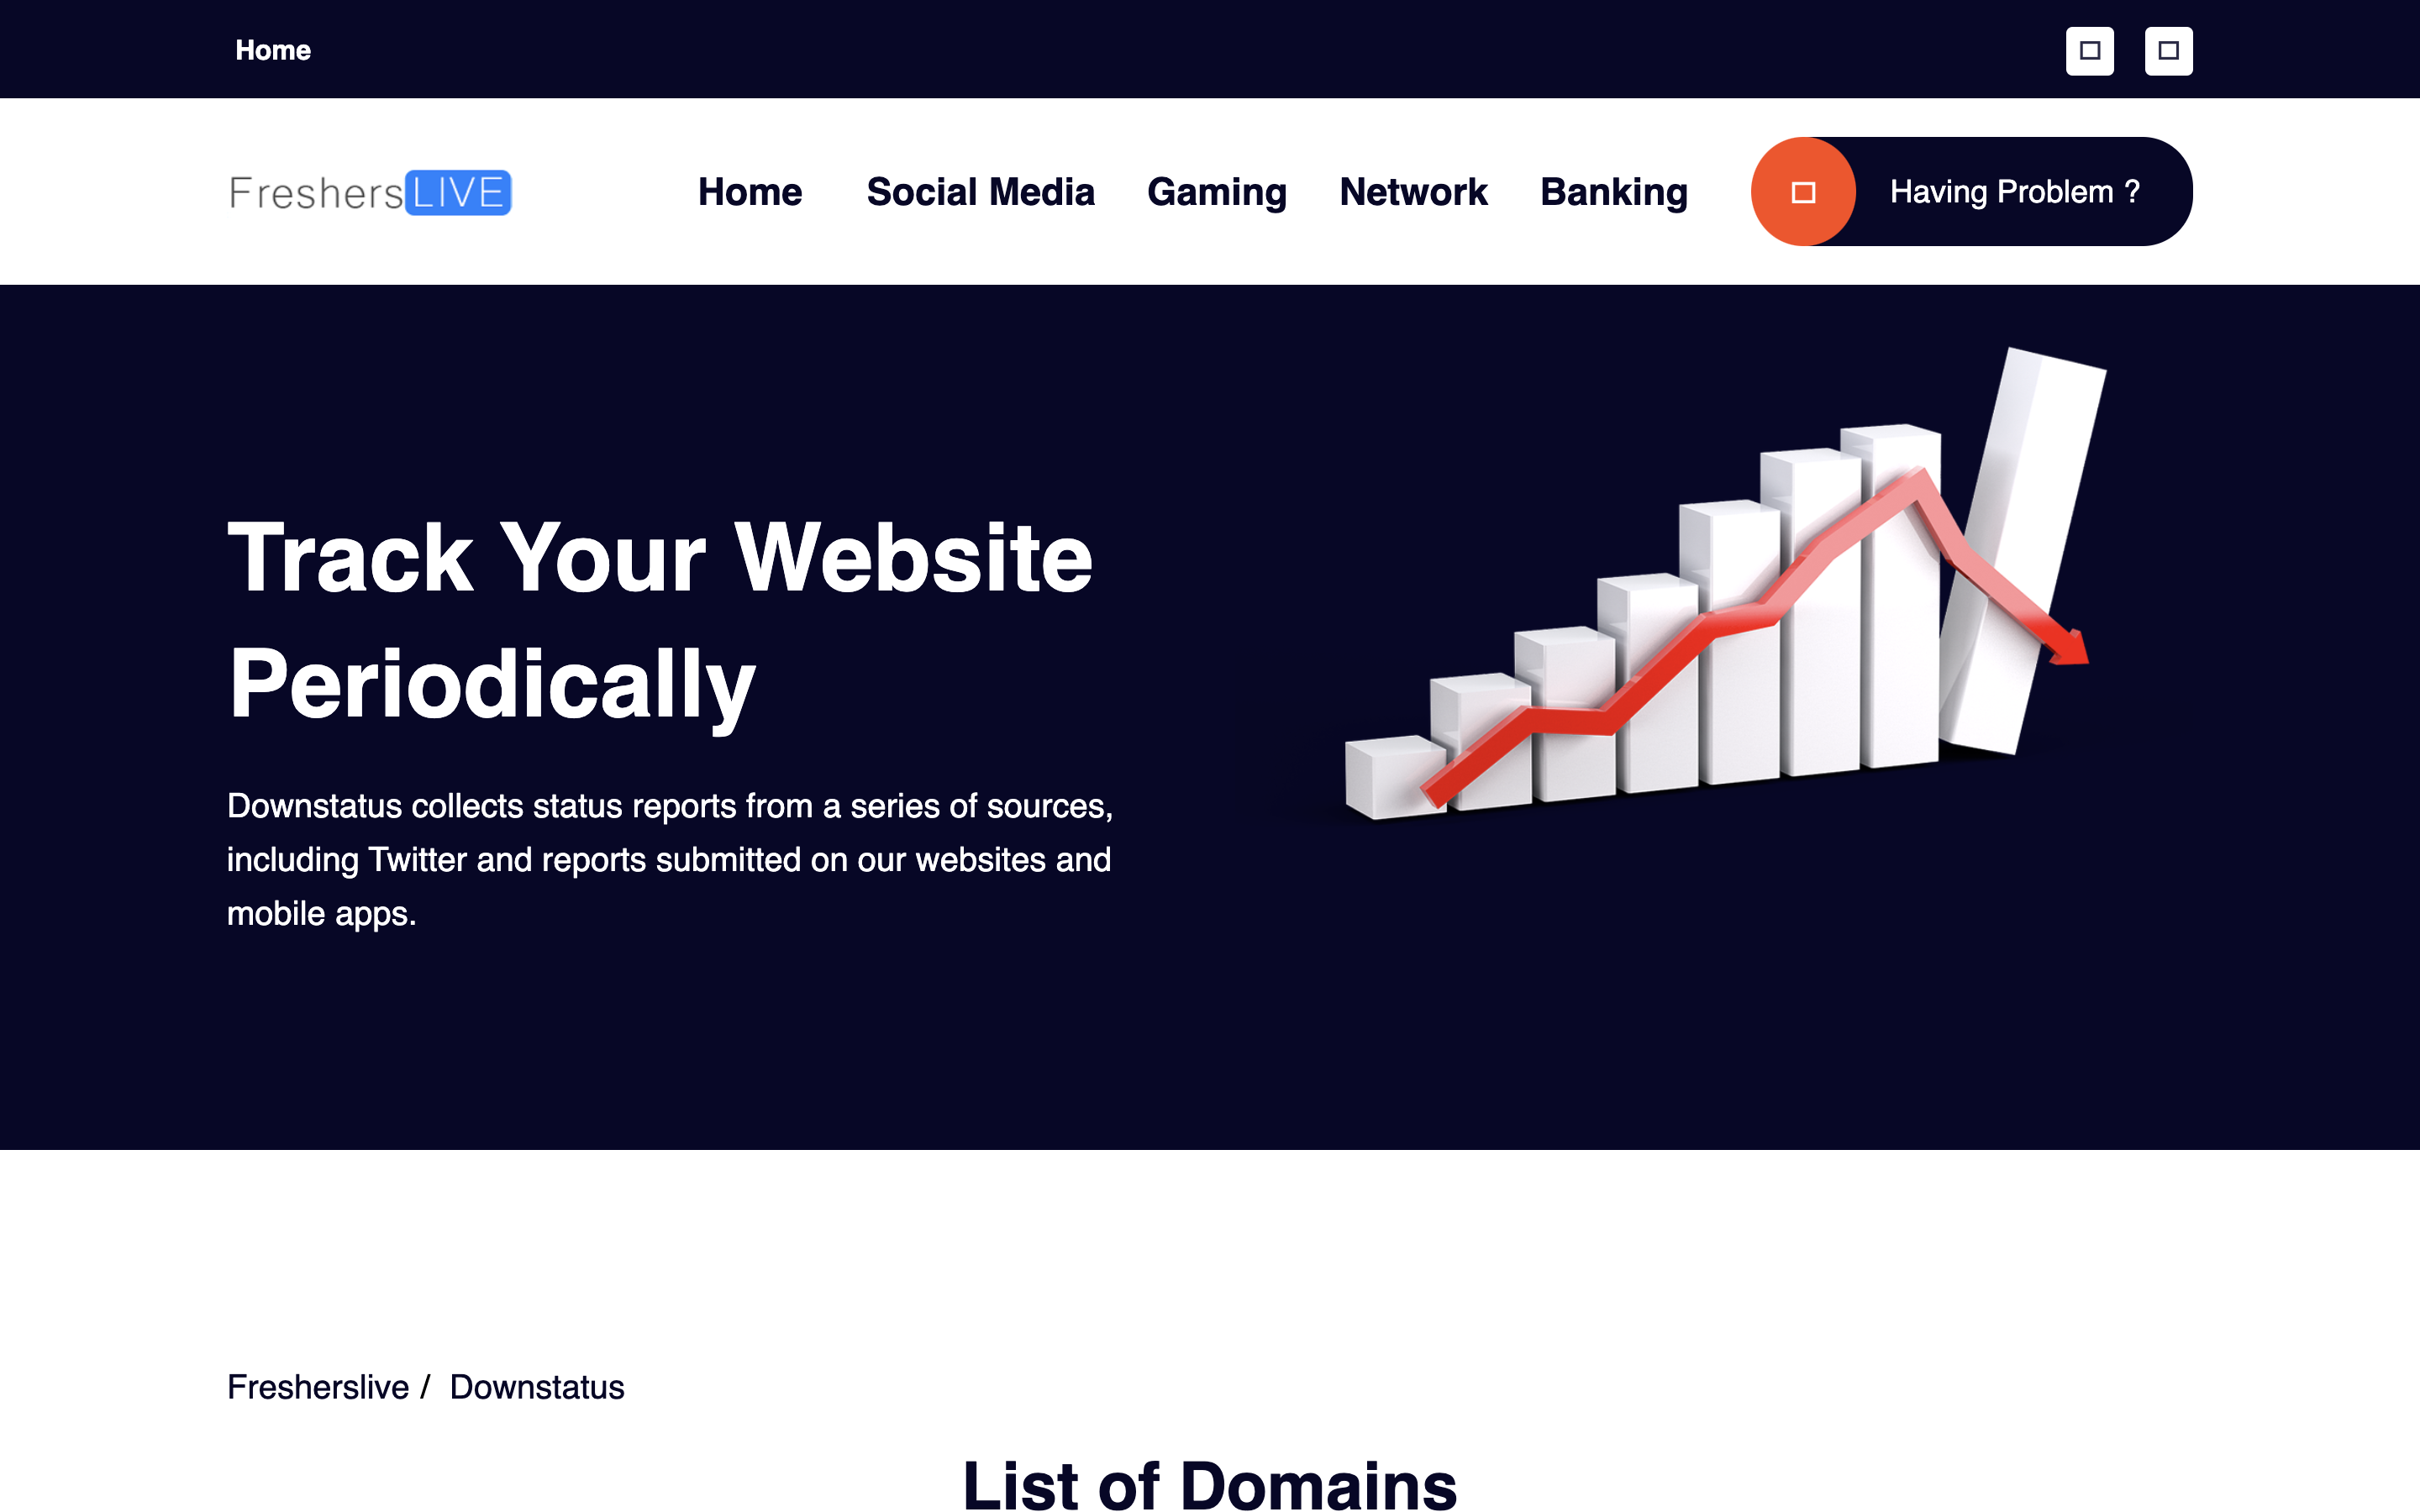 Home
FreshersLIVE
Home Social Media Gaming Network Banking Having Problem ?
Track Your Website
Periodically
Downstatus collects status reports from a series of sources,
including Twitter and reports submitted on our websites and
mobile apps.
Fresherslive / Downstatus
List of Domains